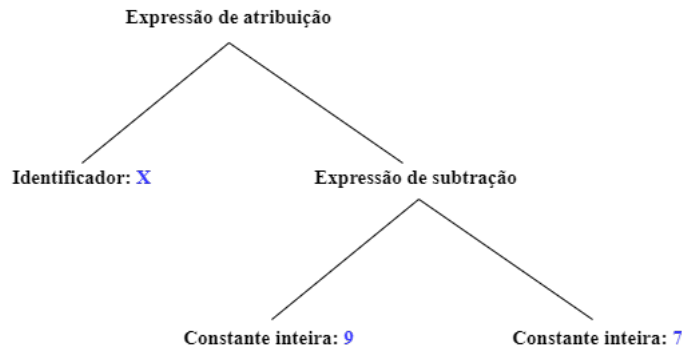 Expressão de atribuição
Identificador: X
Expressão de subtração
Constante inteira: 9
Constante inteira: 7